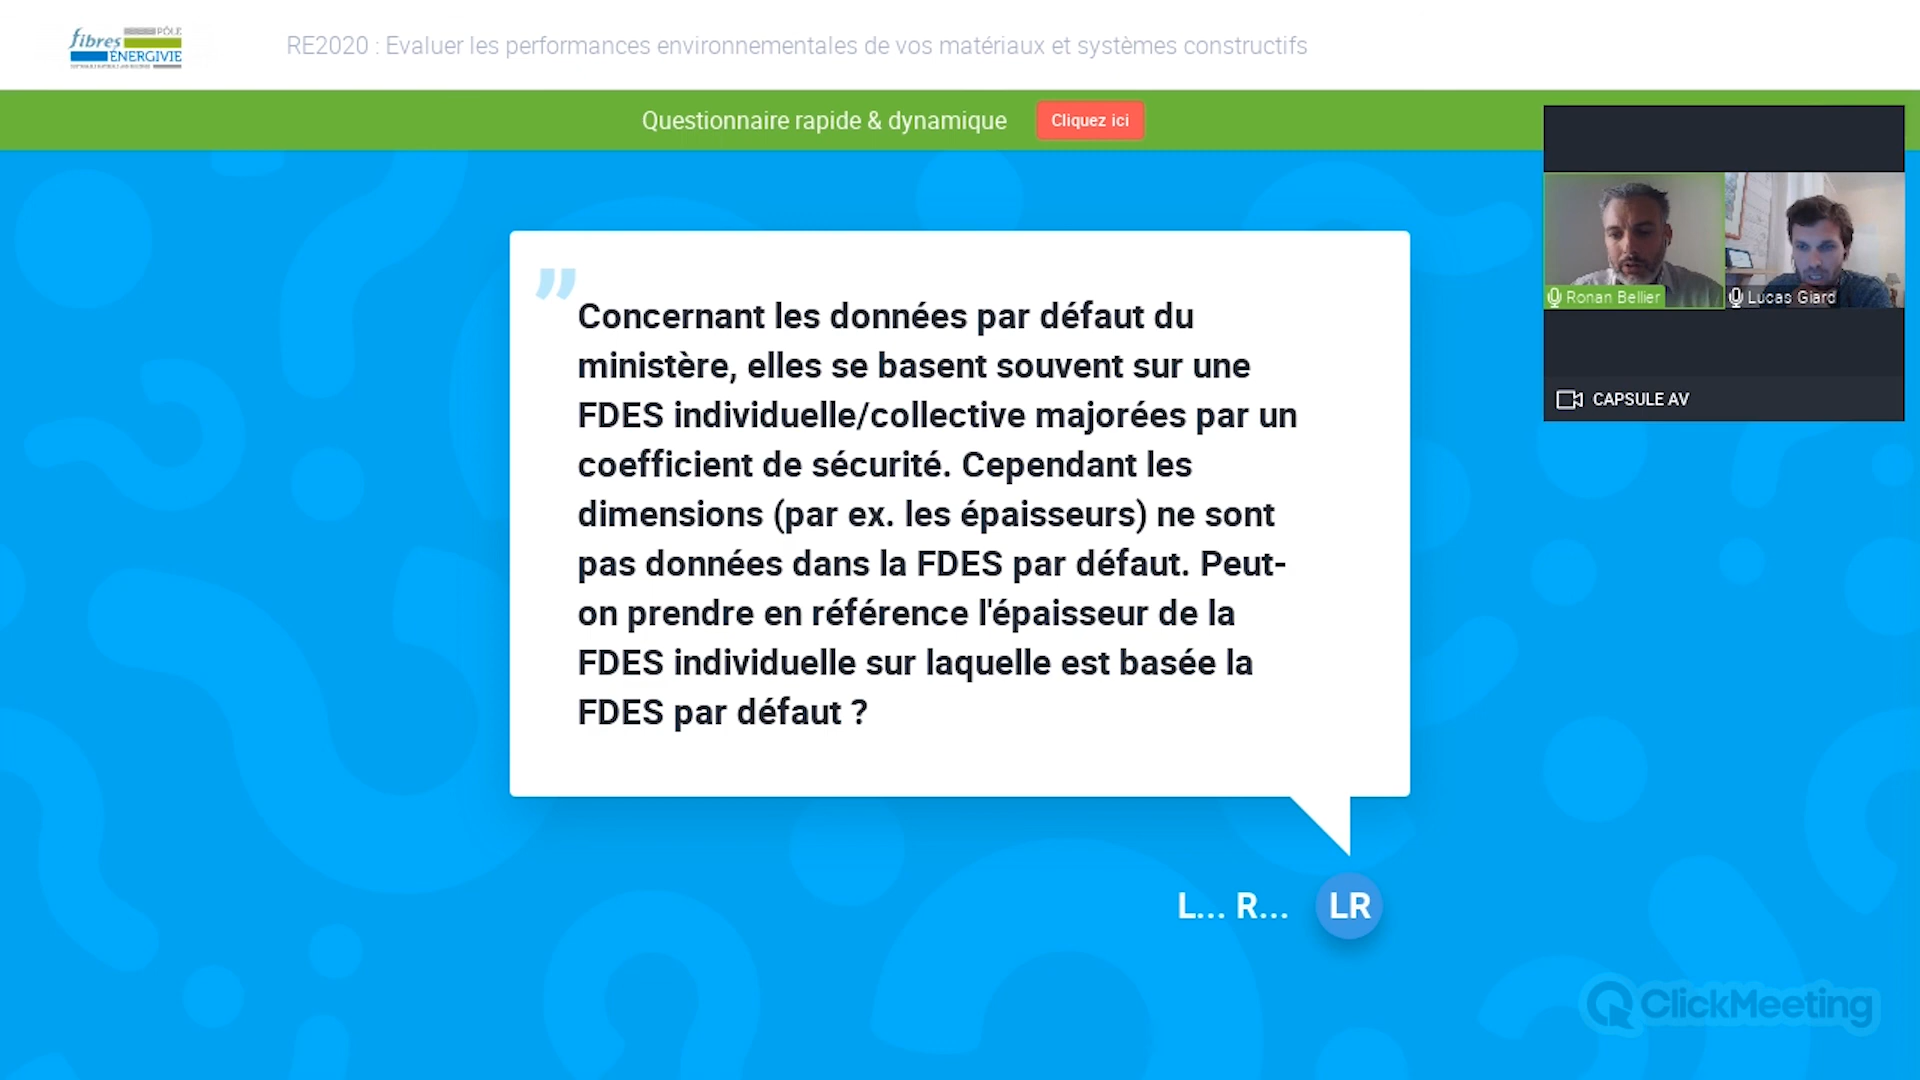 fibres
PÔLE
ÉNERGIVIE
RE2020 : Evaluer les performances environnementales de vos matériaux et systèmes constructifs
Questionnaire rapide & dynamique
Cliquez ici
Ronan Bellier
Lucas Giard
CAPSULE AV
"
Concernant les données par défaut du
ministère, elles se basent souvent sur une
FDES individuelle/collective majorées par un
coefficient de sécurité. Cependant les
dimensions (par ex. les épaisseurs) ne sont
pas données dans la FDES par défaut. Peut-
on prendre en référence l'épaisseur de la
FDES individuelle sur laquelle est basée la
FDES par défaut ?
L... R...
LR
ClickMeeting